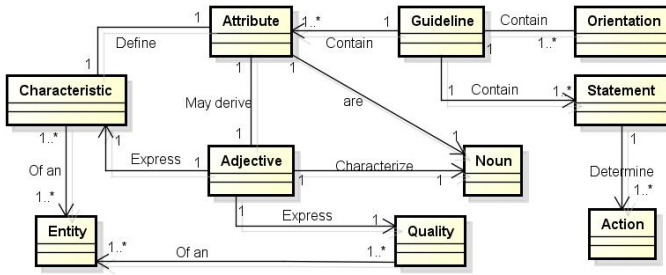 1 1 1..* 1 Contain
Attribute Guideline Orientation
Define Contain 1 1..*
1 1 1 1 Contain 1..*
Characteristic May derive are Statement
1..* 1 1 1 1
Of an Express Adjective Characterize Noun Determine
1..* 1 1 1 1..*
Express 1 Action
Entity Quality
1..* Of an 1..*